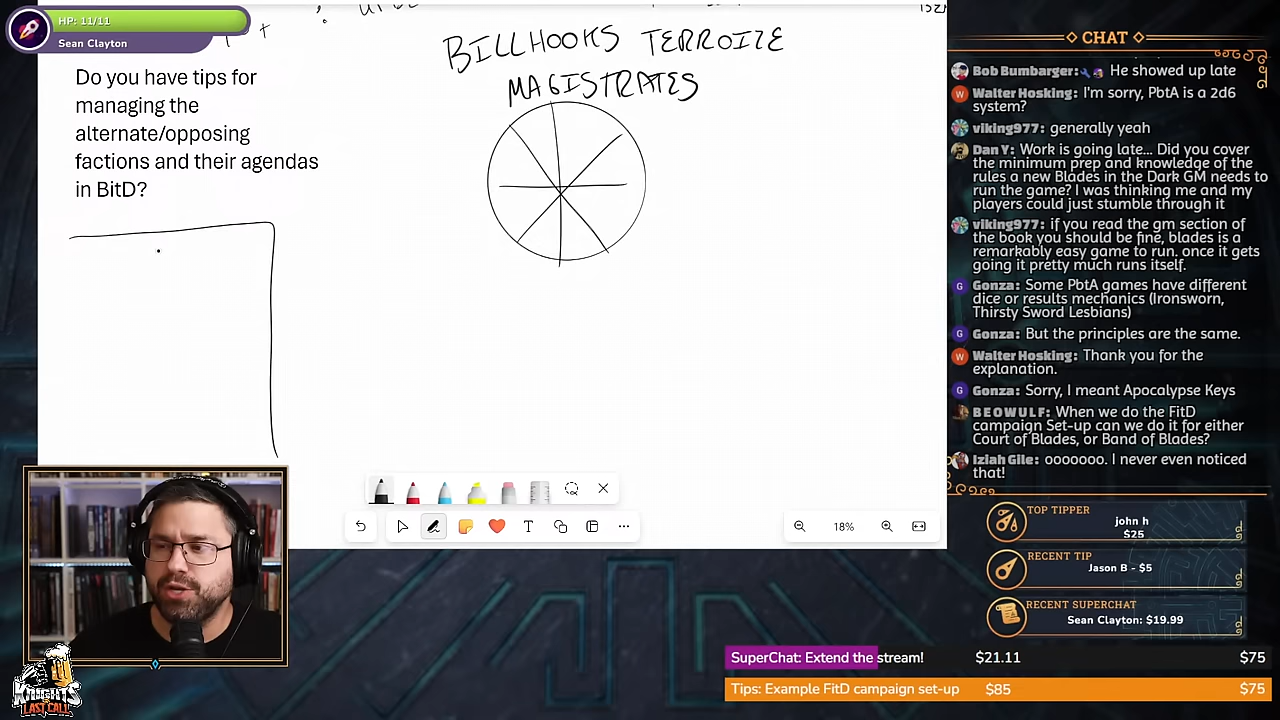 HP: 11/11
Sean Clayton
BILLHOOKS TERROIZE
MAGISTRATES
Do you have tips for
managing the
alternate/opposing
factions and their agendas
in BitD?
18%
KNIGHTS
OF
LAST CALL
CHAT
Bob Bumbarger: He showed up late
Walter Hosking: I'm sorry, PbtA is a 2d6
system?
viking977: generally yeah
Dan Y: Work is going late... Did you cover
the minimum prep and knowledge of the
rules a new Blades in the Dark GM needs to
run the game? I was thinking me and my
players could just stumble through it
viking977: if you read the gm section of
the book you should be fine, blades is a
remarkably easy game to run. once it gets
going it pretty much runs itself.
Gonza: Some PbtA games have different
dice or results mechanics (Ironsworn,
Thirsty Sword Lesbians)
Gonza: But the principles are the same.
Walter Hosking: Thank you for the
explanation.
Gonza: Sorry, I meant Apocalypse Keys
BEOWULF: When we do the FitD
campaign Set-up can we do it for either
Court of Blades, or Band of Blades?
Iziah Gile: ooooooo. I never even noticed
that!
TOP TIPPER
john h
$25
RECENT TIP
Jason B - $5
RECENT SUPERCHAT
Sean Clayton: $19.99
SuperChat: Extend the stream! $21.11 $75
Tips: Example FitD campaign set-up $85 $75